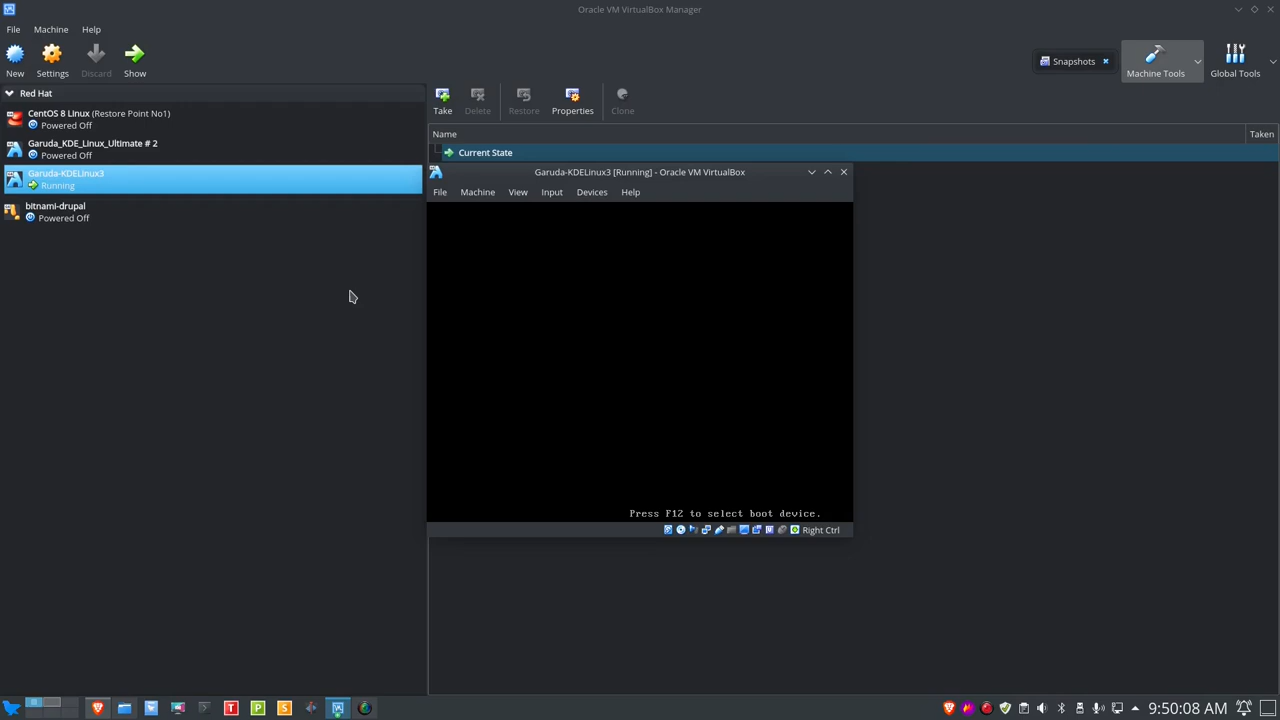 Oracle VM VirtualBox Manager
File Machine Help
New Settings Discard Show
Snapshots Machine Tools Global Tools
Red Hat
Take Delete Restore Properties Clone
CentOS 8 Linux (Restore Point No1)
Powered Off
Garuda_KDE_Linux_Ultimate # 2
Powered Off
Garuda-KDELinux3
Running
bitnami-drupal
Powered Off
Name Taken
Current State
Garuda-KDELinux3 [Running] - Oracle VM VirtualBox
File Machine View Input Devices Help
Press F12 to select boot device.
Right Ctrl
T P S
9:50:08 AM